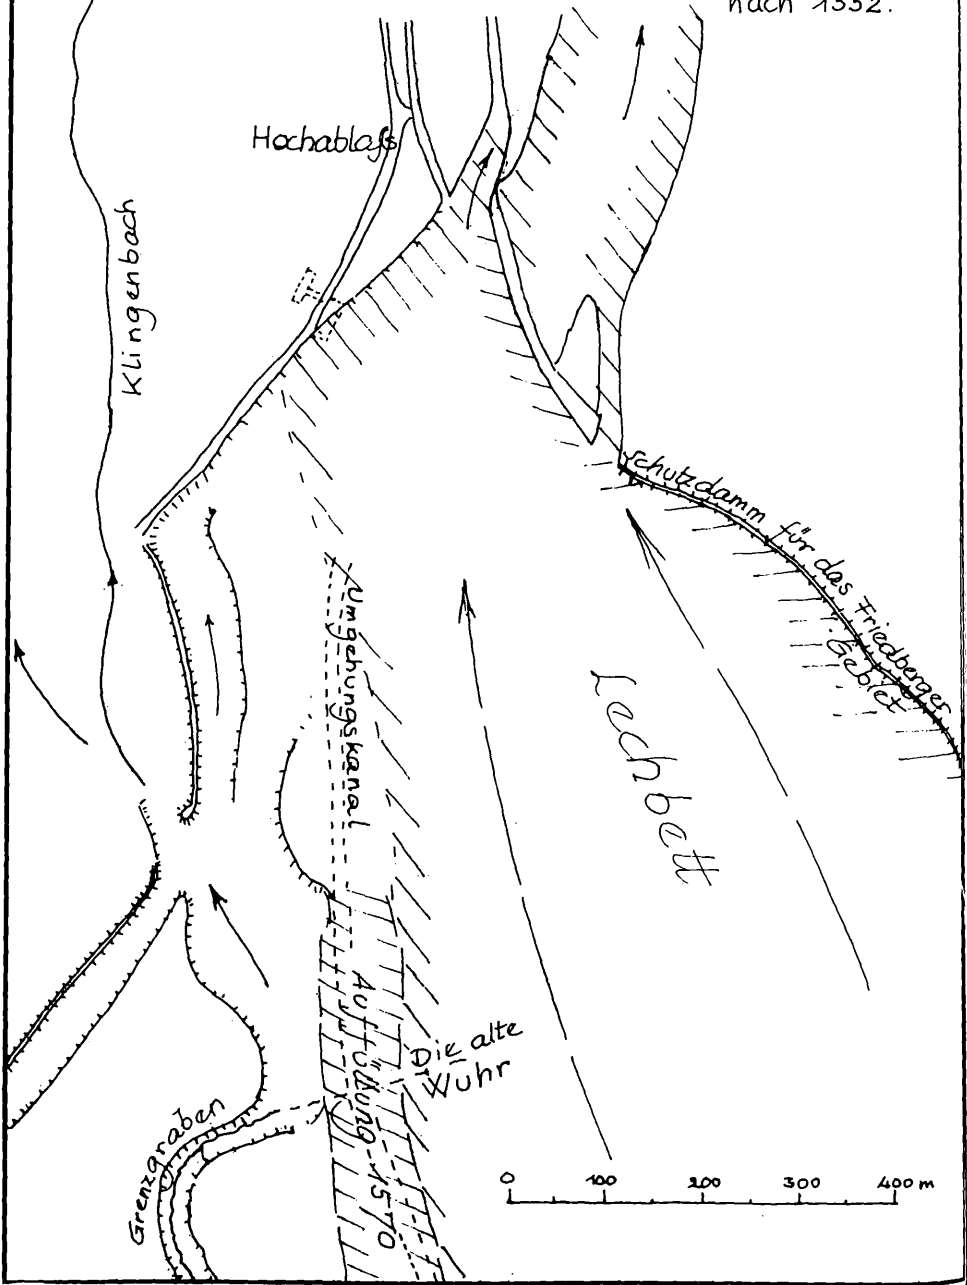 nach 1552.
Hochablaß
Klingenbach
Schutzdamm für das Friedberger
Gebiet
Umgehungskanal
Lechbett
Auffüllung 1570
Die alte
Wuhr
Grenzgraben
0 100 200 300 400 m